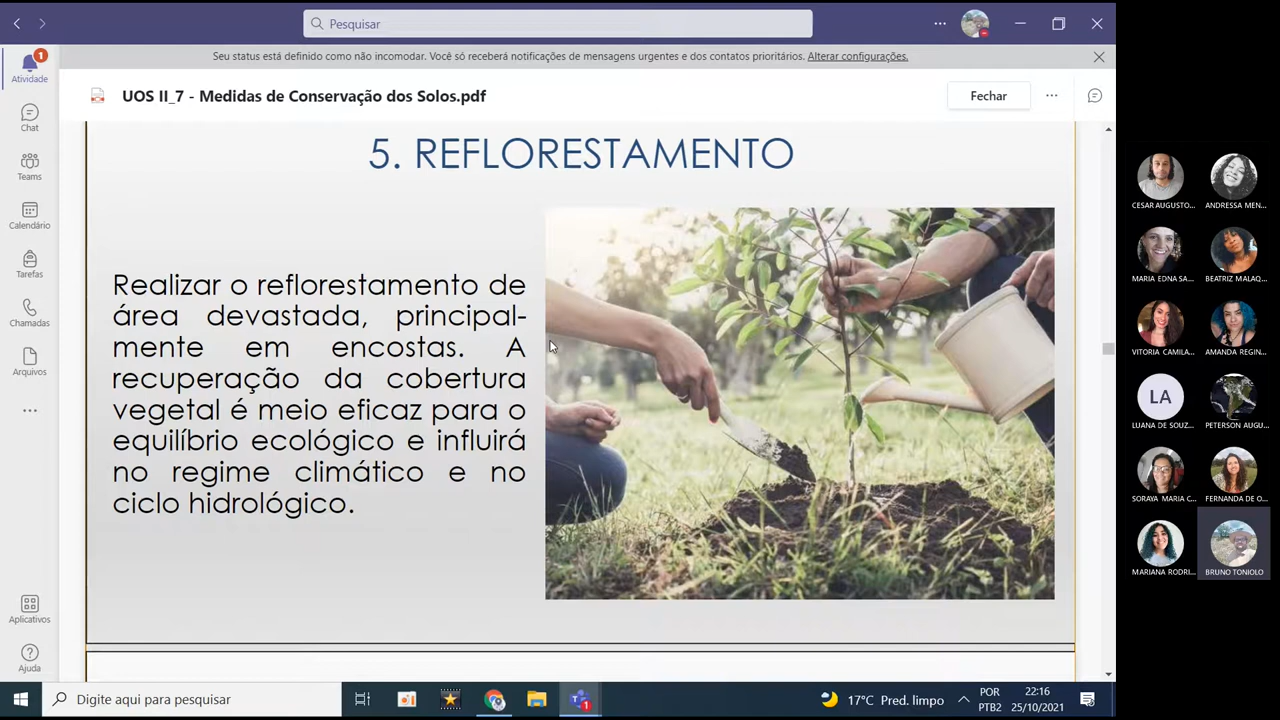 Pesquisar
Seu status está definido como não incomodar. Você só receberá notificações de mensagens urgentes e dos contatos prioritários. Alterar configurações.
1
Atividade
Chat
Teams
Calendário
Tarefas
Chamadas
Arquivos
Aplicativos
Ajuda
UOS II_7 - Medidas de Conservação dos Solos.pdf
Fechar
5. REFLORESTAMENTO
Realizar o reflorestamento de
área devastada, principal-
mente em encostas. A
recuperação da cobertura
vegetal é meio eficaz para o
equilíbrio ecológico e influirá
no regime climático e no
ciclo hidrológico.
CESAR AUGUSTO...
ANDRESSA MEN...
MARIA EDNA SA...
BEATRIZ MALAQ...
VITORIA CAMILA...
AMANDA REGIN...
LA
LUANA DE SOUZ...
PETERSON AUGU...
SORAYA MARIA C...
FERNANDA DE O...
MARIANA RODRI...
BRUNO TONIOLO
Digite aqui para pesquisar
1
17°C Pred. limpo
POR
PTB2
22:16
25/10/2021